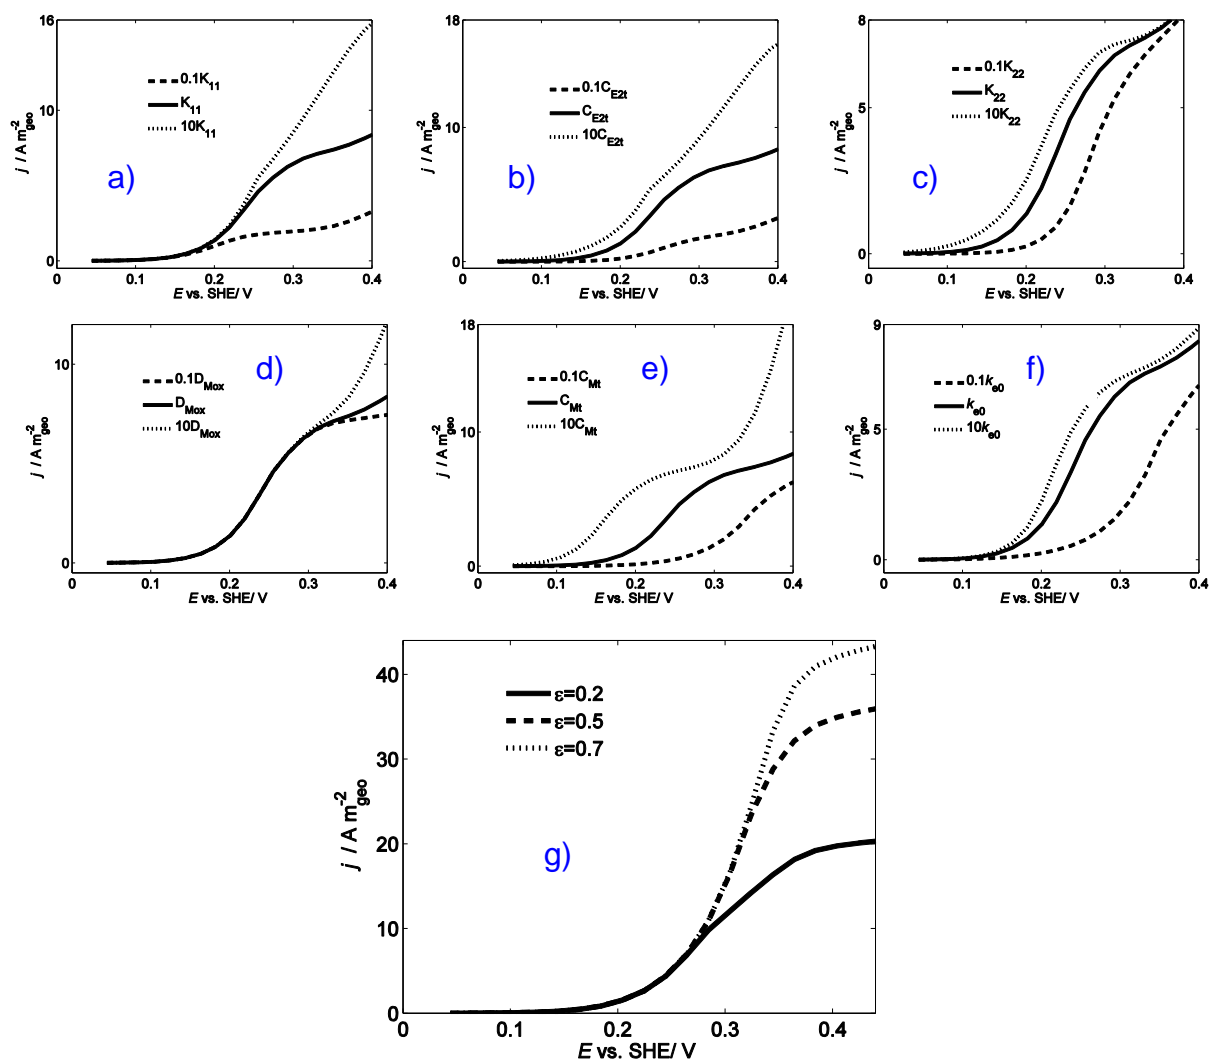 16
10
0
j / A m-2geo
0.1K11
K11
10K11
a)
0 0.1 0.2 0.3 0.4
E vs. SHE/ V
18
10
0
j / A m-2geo
0.1CE2t
CE2t
10CE2t
b)
0 0.1 0.2 0.3 0.4
E vs. SHE/ V
8
5
0
j / A m-2geo
0.1K22
K22
10K22
c)
0 0.1 0.2 0.3 0.4
E vs. SHE/ V
10
0
j / A m-2geo
0.1DMox
DMox
10DMox
d)
0 0.1 0.2 0.3 0.4
E vs. SHE/ V
18
10
0
j / A m-2geo
0.1CMt
CMt
10CMt
e)
0 0.1 0.2 0.3 0.4
E vs. SHE/ V
9
5
0
j / A m-2geo
0.1ke0
ke0
10ke0
f)
0 0.1 0.2 0.3 0.4
E vs. SHE/ V
40
30
20
10
0
j / A m-2geo
ε=0.2
ε=0.5
ε=0.7
g)
0 0.1 0.2 0.3 0.4
E vs. SHE/ V